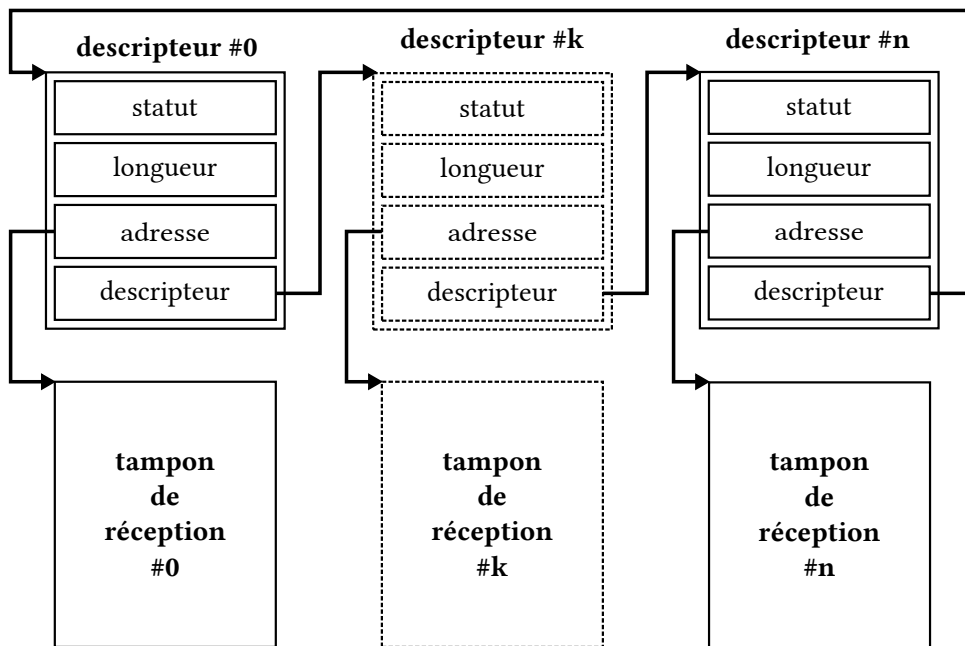 descripteur #0
statut
longueur
adresse
descripteur
tampon
de
réception
#0
descripteur #k
statut
longueur
adresse
descripteur
tampon
de
réception
#k
descripteur #n
statut
longueur
adresse
descripteur
tampon
de
réception
#n